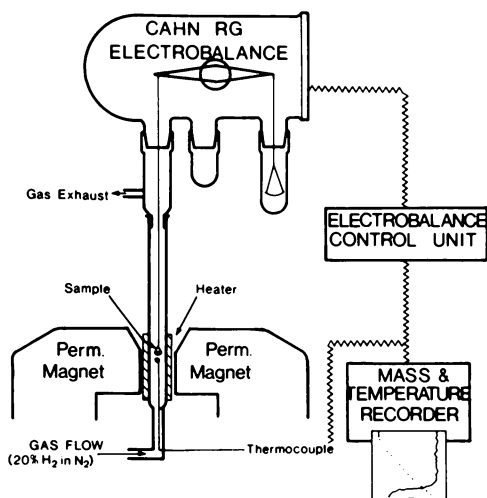 CAHN RG
ELECTROBALANCE
Gas Exhaust
ELECTROBALANCE
CONTROL UNIT
Sample
Heater
Perm.
Magnet
Perm.
Magnet
MASS &
TEMPERATURE
RECORDER
GAS FLOW
(20% H₂ in N₂)
Thermocouple